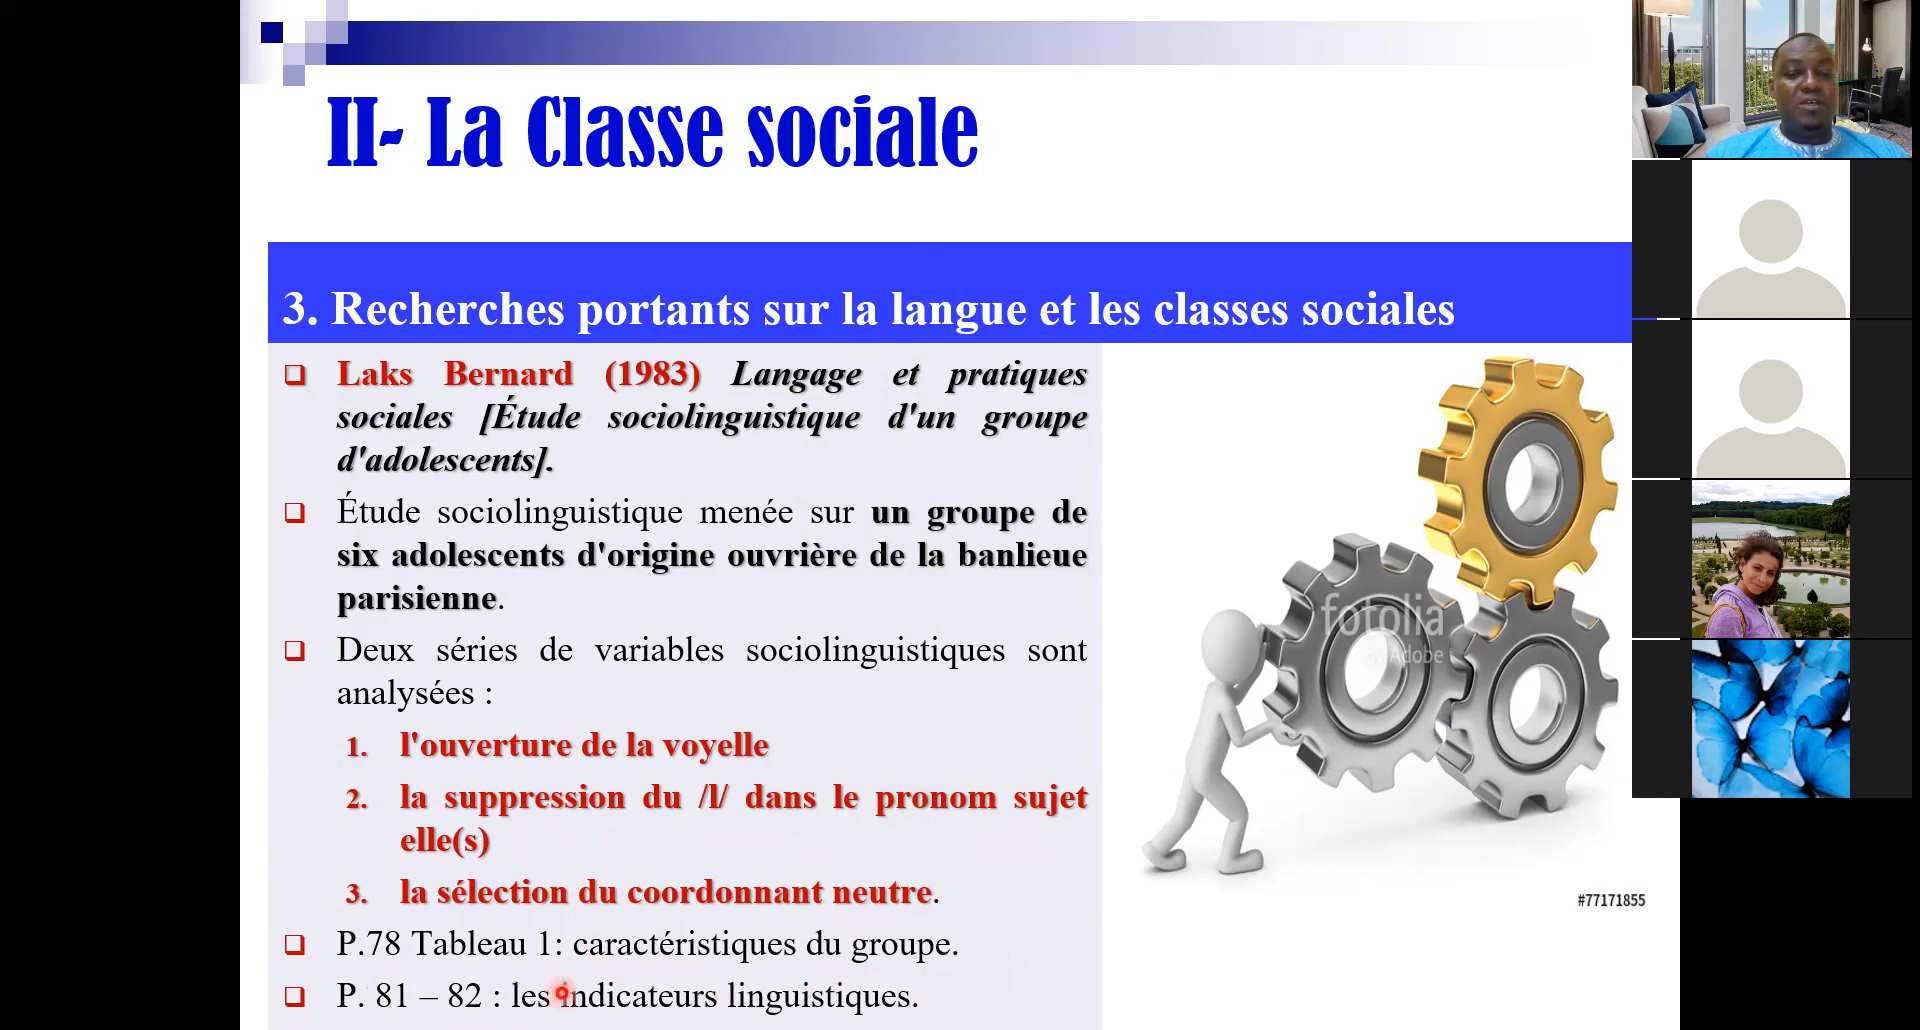 II- La Classe sociale
3. Recherches portants sur la langue et les classes sociales
Laks Bernard (1983) Langage et pratiques
sociales [Étude sociolinguistique d'un groupe
d'adolescents].
Étude sociolinguistique menée sur un groupe de
six adolescents d'origine ouvrière de la banlieue
parisienne.
Deux séries de variables sociolinguistiques sont
analysées :
1. l'ouverture de la voyelle
2. la suppression du /l/ dans le pronom sujet
elle(s)
3. la sélection du coordonnant neutre.
P.78 Tableau 1: caractéristiques du groupe.
P. 81 – 82 : les indicateurs linguistiques.
fotolia
by Adobe
#77171855